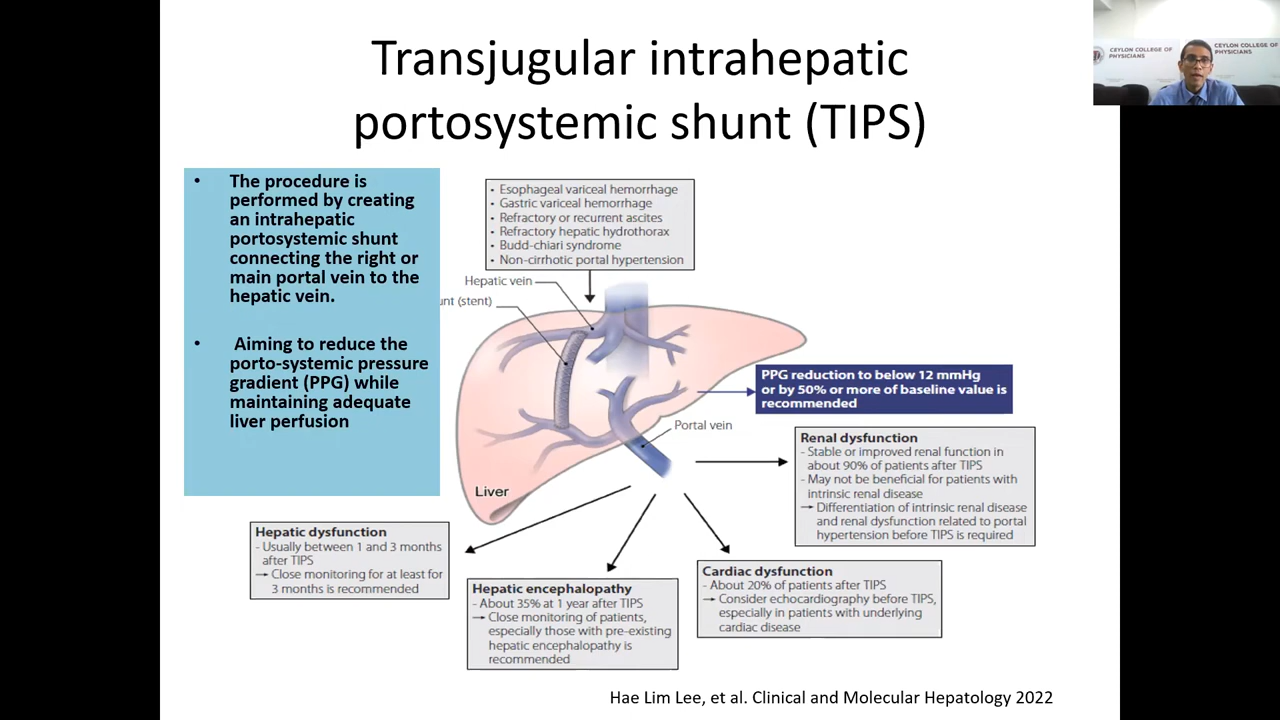 Transjugular intrahepatic
portosystemic shunt (TIPS)
CEYLON COLLEGE OF
PHYSICIANS
CEYLON COLLEGE OF
PHYSICIANS
• The procedure is
performed by creating
an intrahepatic
portosystemic shunt
connecting the right or
main portal vein to the
hepatic vein.
• Aiming to reduce the
porto-systemic pressure
gradient (PPG) while
maintaining adequate
liver perfusion
• Esophageal variceal hemorrhage
• Gastric variceal hemorrhage
• Refractory or recurrent ascites
• Refractory hepatic hydrothorax
• Budd-chiari syndrome
• Non-cirrhotic portal hypertension
Hepatic vein
unt (stent)
PPG reduction to below 12 mmHg
or by 50% or more of baseline value is
recommended
Portal vein
Liver
Renal dysfunction
- Stable or improved renal function in
about 90% of patients after TIPS
- May not be beneficial for patients with
intrinsic renal disease
→ Differentiation of intrinsic renal disease
and renal dysfunction related to portal
hypertension before TIPS is required
Hepatic dysfunction
- Usually between 1 and 3 months
after TIPS
→ Close monitoring for at least for
3 months is recommended
Hepatic encephalopathy
- About 35% at 1 year after TIPS
→ Close monitoring of patients,
especially those with pre-existing
hepatic encephalopathy is
recommended
Cardiac dysfunction
- About 20% of patients after TIPS
→ Consider echocardiography before TIPS,
especially in patients with underlying
cardiac disease
Hae Lim Lee, et al. Clinical and Molecular Hepatology 2022